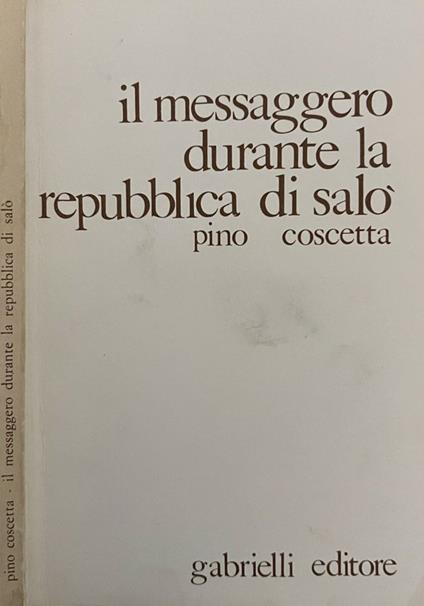 il messaggero
durante la
repubblica di salò
pino coscetta
gabrielli editore
pino coscetta · il messaggero durante la repubblica di salò